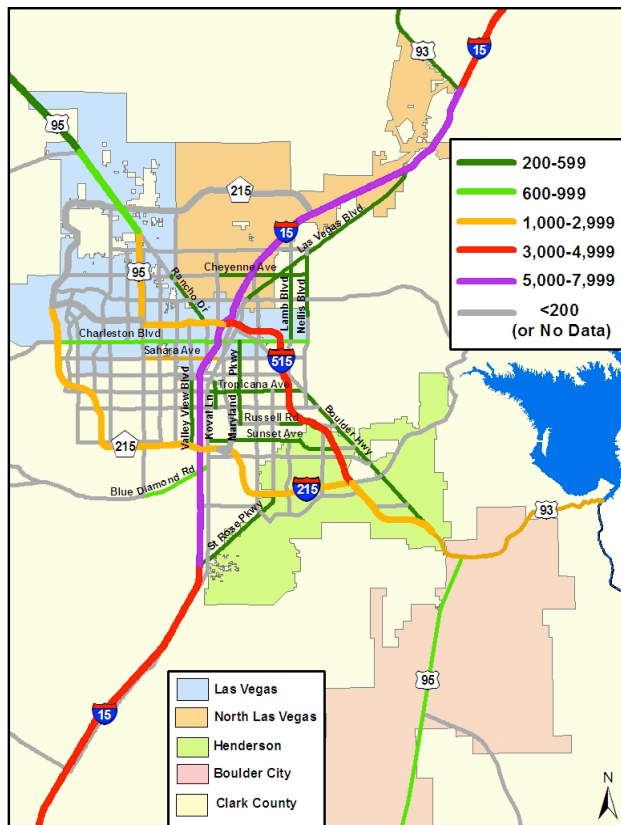 93
15
95
215
200-599
600-999
1,000-2,999
3,000-4,999
5,000-7,999
<200
(or No Data)
15
Las Vegas Blvd
Cheyenne Ave
95
Rancho Dr
Lamb Blvd
Nellis Blvd
Charleston Blvd
Sahara Ave
515
Valley View Blvd
Koval Ln
Maryland Pkwy
Tropicana Ave
Russell Rd
Sunset Ave
Boulder Hwy
215
Blue Diamond Rd
215
St Rose Pkwy
93
95
15
Las Vegas
North Las Vegas
Henderson
Boulder City
Clark County
N